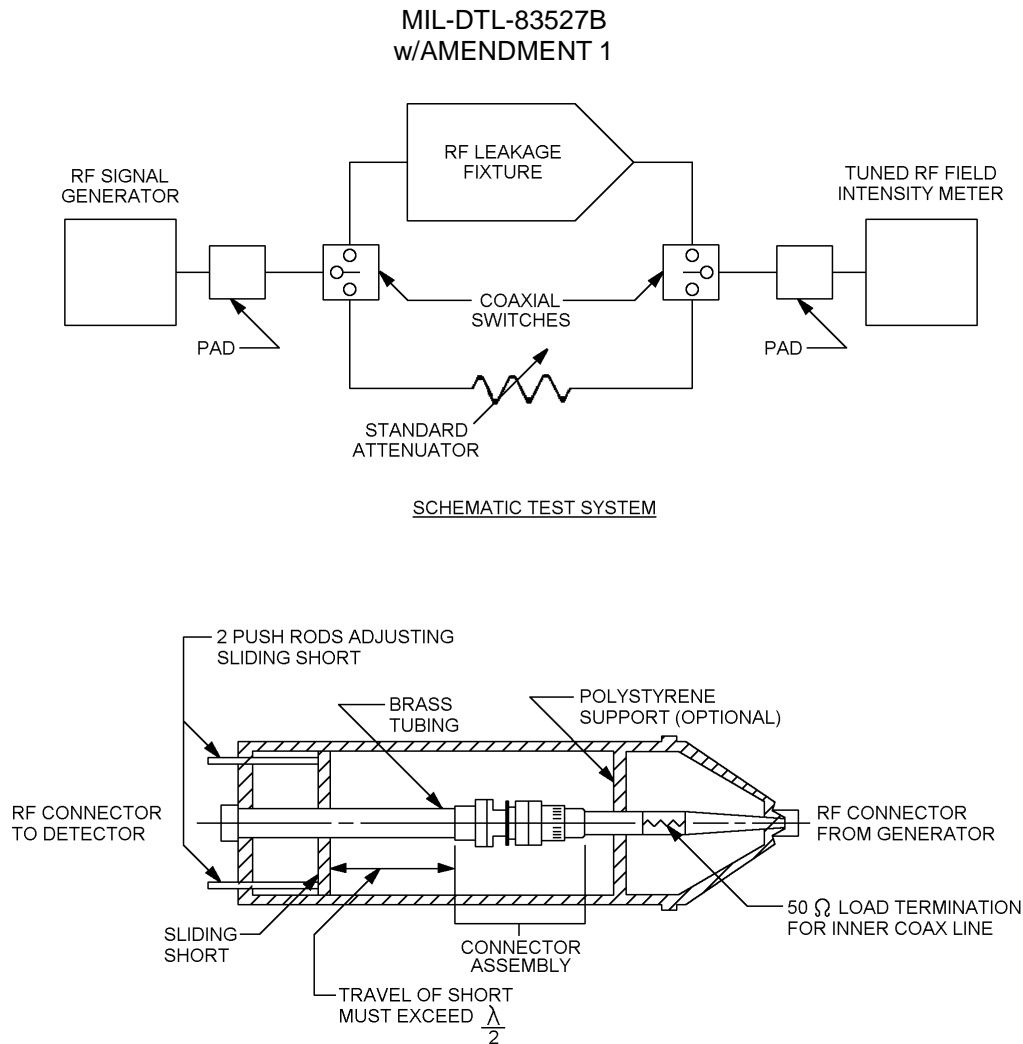 MIL-DTL-83527B
w/AMENDMENT 1
RF LEAKAGE
FIXTURE
RF SIGNAL
GENERATOR
TUNED RF FIELD
INTENSITY METER
COAXIAL
SWITCHES
PAD
PAD
STANDARD
ATTENUATOR
SCHEMATIC TEST SYSTEM
2 PUSH RODS ADJUSTING
SLIDING SHORT
BRASS
TUBING
POLYSTYRENE
SUPPORT (OPTIONAL)
RF CONNECTOR
TO DETECTOR
RF CONNECTOR
FROM GENERATOR
50 Ω LOAD TERMINATION
FOR INNER COAX LINE
SLIDING
SHORT
CONNECTOR
ASSEMBLY
TRAVEL OF SHORT
MUST EXCEED λ/2